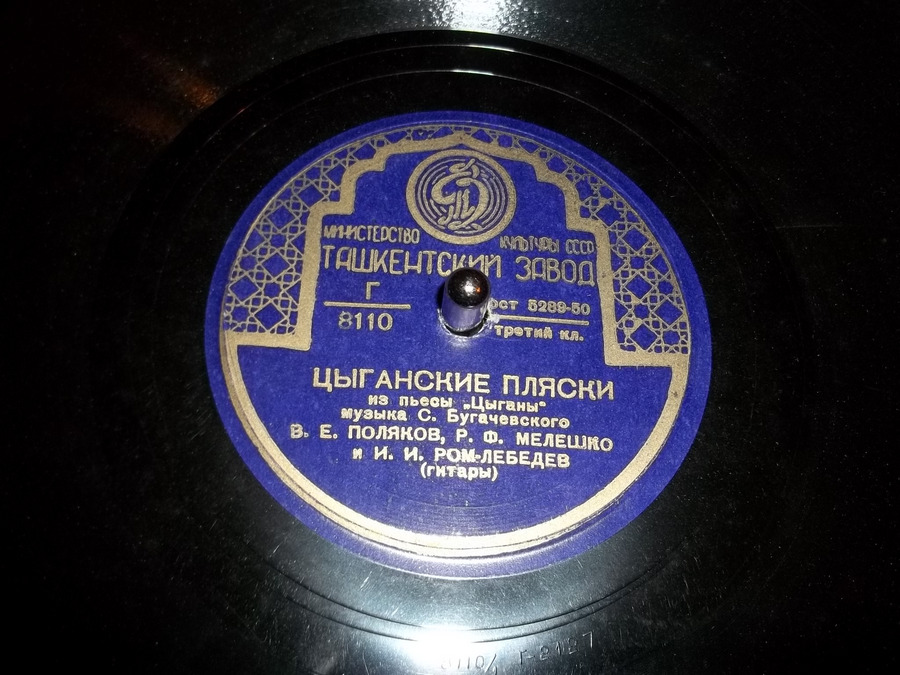 МИНИСТЕРСТВО КУЛЬТУРЫ СССР
ТАШКЕНТСКИЙ ЗАВОД
Г ОСТ 5289-50
8110 третий кл.
ЦЫГАНСКИЕ ПЛЯСКИ
из пьесы „Цыганы"
музыка С. Бугачевского
В. Е. ПОЛЯКОВ, Р. Ф. МЕЛЕШКО
и И. И. РОМ-ЛЕБЕДЕВ
(гитары)